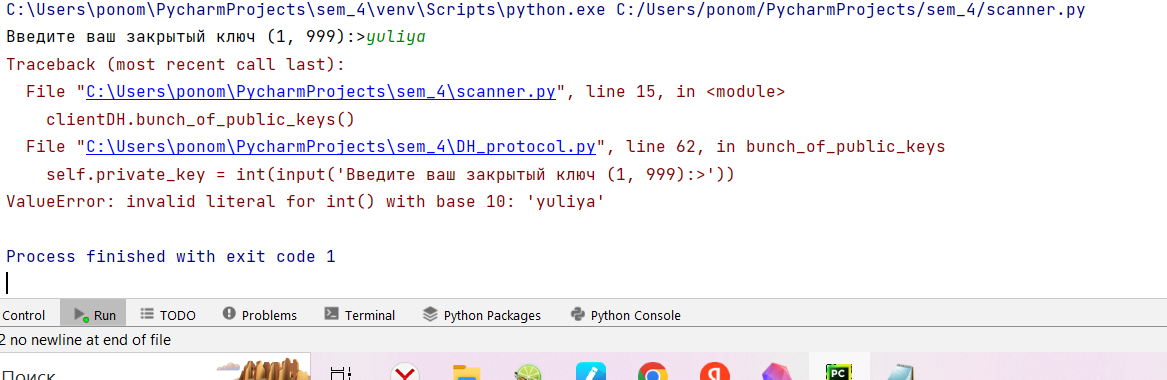 C:\Users\ponom\PycharmProjects\sem_4\venv\Scripts\python.exe C:/Users/ponom/PycharmProjects/sem_4/scanner.py
Введите ваш закрытый ключ (1, 999):>yuliya
Traceback (most recent call last):
  File "C:\Users\ponom\PycharmProjects\sem_4\scanner.py", line 15, in <module>
    clientDH.bunch_of_public_keys()
  File "C:\Users\ponom\PycharmProjects\sem_4\DH_protocol.py", line 62, in bunch_of_public_keys
    self.private_key = int(input('Введите ваш закрытый ключ (1, 999):>'))
ValueError: invalid literal for int() with base 10: 'yuliya'
Process finished with exit code 1
Control Run TODO Problems Terminal Python Packages Python Console
2 no newline at end of file
Поиск
PC